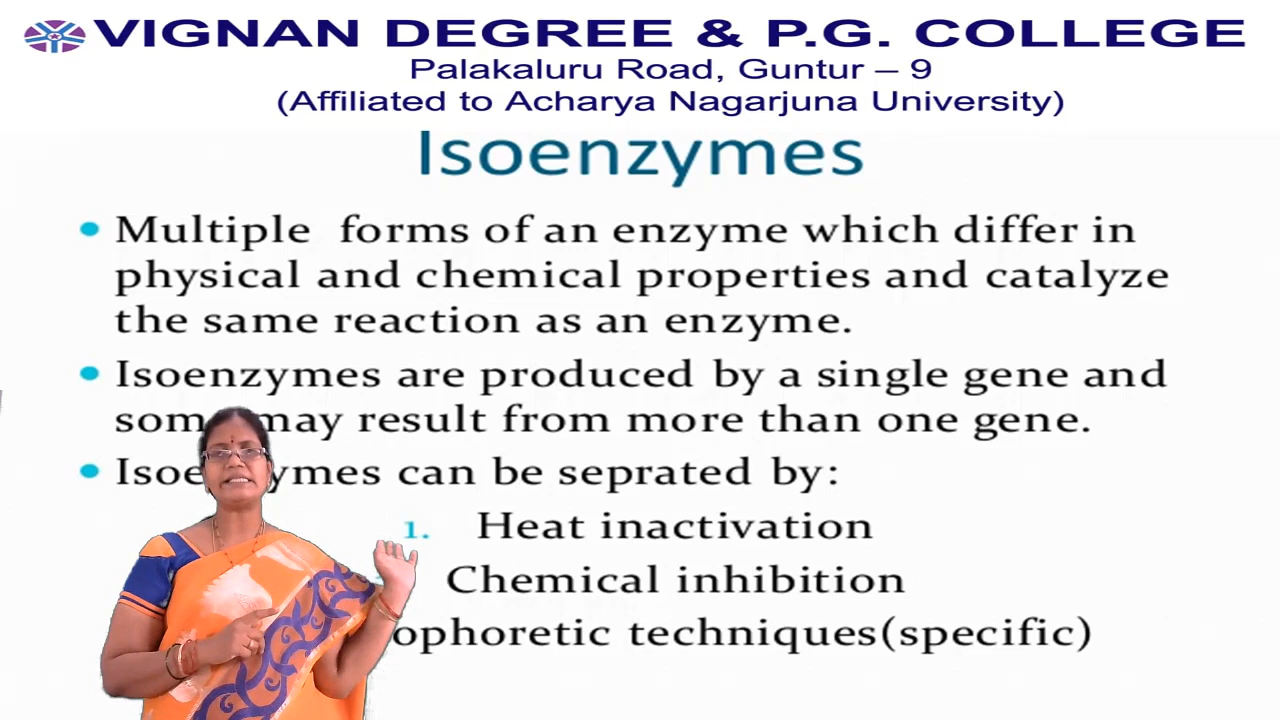 VIGNAN DEGREE & P.G. COLLEGE
Palakaluru Road, Guntur – 9
(Affiliated to Acharya Nagarjuna University)
Isoenzymes
• Multiple forms of an enzyme which differ in
physical and chemical properties and catalyze
the same reaction as an enzyme.
• Isoenzymes are produced by a single gene and
may result from more than one gene.
• can be seprated by:
1. Heat inactivation
Chemical inhibition
techniques(specific)